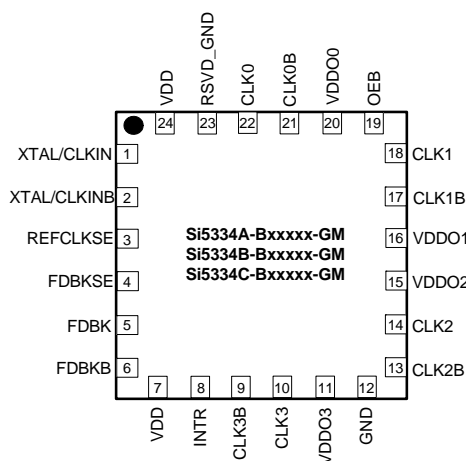 VDD
RSVD_GND
CLK0
CLK0B
VDDO0
OEB
24
23
22
21
20
19
XTAL/CLKIN 1
XTAL/CLKINB 2
REFCLKSE 3
FDBKSE 4
FDBK 5
FDBKB 6
Si5334A-Bxxxxx-GM
Si5334B-Bxxxxx-GM
Si5334C-Bxxxxx-GM
18 CLK1
17 CLK1B
16 VDDO1
15 VDDO2
14 CLK2
13 CLK2B
7
8
9
10
11
12
VDD
INTR
CLK3B
CLK3
VDDO3
GND